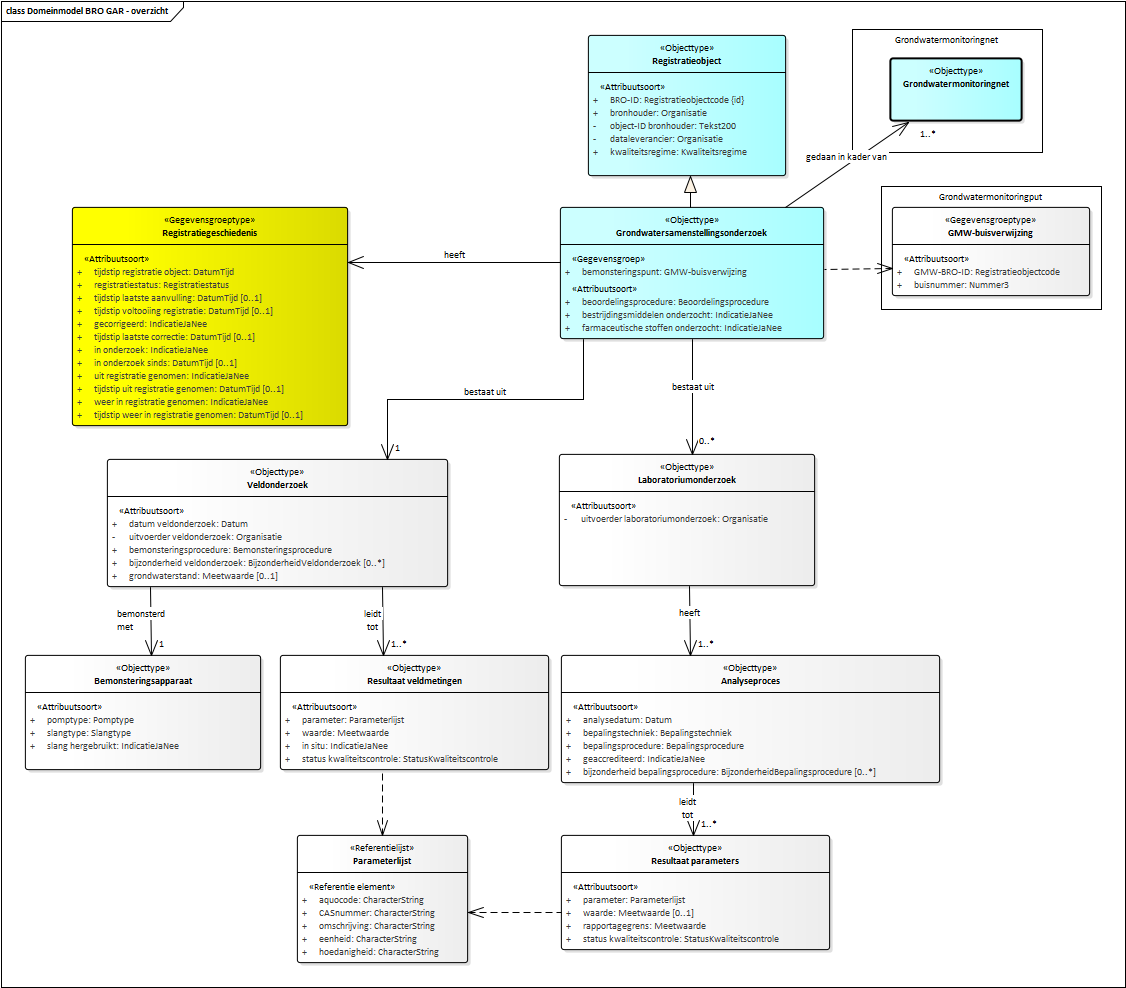 class Domeinmodel BRO GAR - overzicht
«Objecttype»
Registratieobject
«Attribuutsoort»
+ BRO-ID: Registratieobjectcode {id}
+ bronhouder: Organisatie
- object-ID bronhouder: Tekst200
- dataleverancier: Organisatie
+ kwaliteitsregime: Kwaliteitsregime
Grondwatermonitoringnet
«Objecttype»
Grondwatermonitoringnet
1..*
gedaan in kader van
Grondwatermonitoringput
«Gegevensgroeptype»
GMW-buisverwijzing
«Attribuutsoort»
+ GMW-BRO-ID: Registratieobjectcode
+ buisnummer: Nummer3
«Gegevensgroeptype»
Registratiegeschiedenis
«Attribuutsoort»
+ tijdstip registratie object: DatumTijd
+ registratiestatus: Registratiestatus
+ tijdstip laatste aanvulling: DatumTijd [0..1]
+ tijdstip voltooiing registratie: DatumTijd [0..1]
+ gecorrigeerd: IndicatieJaNee
+ tijdstip laatste correctie: DatumTijd [0..1]
+ in onderzoek: IndicatieJaNee
+ in onderzoek sinds: DatumTijd [0..1]
+ uit registratie genomen: IndicatieJaNee
+ tijdstip uit registratie genomen: DatumTijd [0..1]
+ weer in registratie genomen: IndicatieJaNee
+ tijdstip weer in registratie genomen: DatumTijd [0..1]
heeft
«Objecttype»
Grondwatersamenstellingsonderzoek
«Gegevensgroep»
+ bemonsteringspunt: GMW-buisverwijzing
«Attribuutsoort»
+ beoordelingsprocedure: Beoordelingsprocedure
+ bestrijdingsmiddelen onderzocht: IndicatieJaNee
+ farmaceutische stoffen onderzocht: IndicatieJaNee
bestaat uit
1
bestaat uit
0..*
«Objecttype»
Veldonderzoek
«Attribuutsoort»
+ datum veldonderzoek: Datum
- uitvoerder veldonderzoek: Organisatie
+ bemonsteringsprocedure: Bemonsteringsprocedure
+ bijzonderheid veldonderzoek: BijzonderheidVeldonderzoek [0..*]
+ grondwaterstand: Meetwaarde [0..1]
«Objecttype»
Laboratoriumonderzoek
«Attribuutsoort»
- uitvoerder laboratoriumonderzoek: Organisatie
bemonsterd
met
1
leidt
tot
1..*
heeft
1..*
«Objecttype»
Bemonsteringsapparaat
«Attribuutsoort»
+ pomptype: Pomptype
+ slangtype: Slangtype
+ slang hergebruikt: IndicatieJaNee
«Objecttype»
Resultaat veldmetingen
«Attribuutsoort»
+ parameter: Parameterlijst
+ waarde: Meetwaarde
+ in situ: IndicatieJaNee
+ status kwaliteitscontrole: StatusKwaliteitscontrole
«Objecttype»
Analyseproces
«Attribuutsoort»
+ analysedatum: Datum
+ bepalingstechniek: Bepalingstechniek
+ bepalingsprocedure: Bepalingsprocedure
+ geaccrediteerd: IndicatieJaNee
+ bijzonderheid bepalingsprocedure: BijzonderheidBepalingsprocedure [0..*]
leidt
tot
1..*
«Referentielijst»
Parameterlijst
«Referentie element»
+ aquocode: CharacterString
+ CASnummer: CharacterString
+ omschrijving: CharacterString
+ eenheid: CharacterString
+ hoedanigheid: CharacterString
«Objecttype»
Resultaat parameters
«Attribuutsoort»
+ parameter: Parameterlijst
+ waarde: Meetwaarde [0..1]
+ rapportagegrens: Meetwaarde
+ status kwaliteitscontrole: StatusKwaliteitscontrole